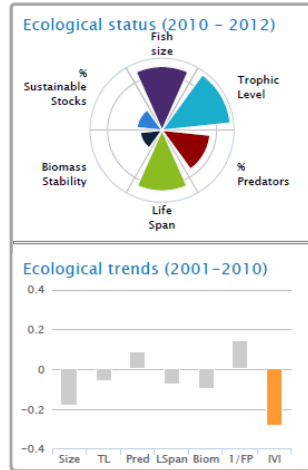 Ecological status (2010 - 2012)
Fish
size
%
Sustainable
Stocks
Trophic
Level
Biomass
Stability
%
Predators
Life
Span
Ecological trends (2001-2010)
0.4
0.2
0
-0.2
-0.4
Size TL Pred LSpan Biom 1/FP IVI